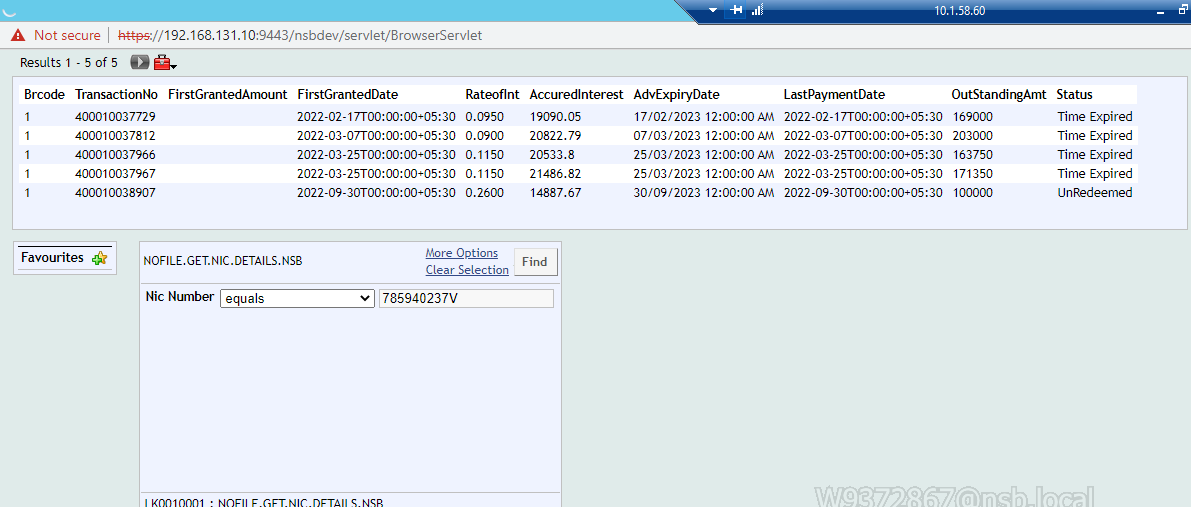 10.1.58.60
Not secure https://192.168.131.10:9443/nsbdev/servlet/BrowserServlet
Results 1 - 5 of 5
Brcode TransactionNo FirstGrantedAmount FirstGrantedDate RateofInt AccuredInterest AdvExpiryDate LastPaymentDate OutStandingAmt Status
1 400010037729 2022-02-17T00:00:00+05:30 0.0950 19090.05 17/02/2023 12:00:00 AM 2022-02-17T00:00:00+05:30 169000 Time Expired
1 400010037812 2022-03-07T00:00:00+05:30 0.0900 20822.79 07/03/2023 12:00:00 AM 2022-03-07T00:00:00+05:30 203000 Time Expired
1 400010037966 2022-03-25T00:00:00+05:30 0.1150 20533.8 25/03/2023 12:00:00 AM 2022-03-25T00:00:00+05:30 163750 Time Expired
1 400010037967 2022-03-25T00:00:00+05:30 0.1150 21486.82 25/03/2023 12:00:00 AM 2022-03-25T00:00:00+05:30 171350 Time Expired
1 400010038907 2022-09-30T00:00:00+05:30 0.2600 14887.67 30/09/2023 12:00:00 AM 2022-09-30T00:00:00+05:30 100000 UnRedeemed
Favourites
NOFILE.GET.NIC.DETAILS.NSB
More Options
Clear Selection
Find
Nic Number equals 785940237V
LK0010001 : NOFILE.GET.NIC.DETAILS.NSB
W9372867@nsb.local